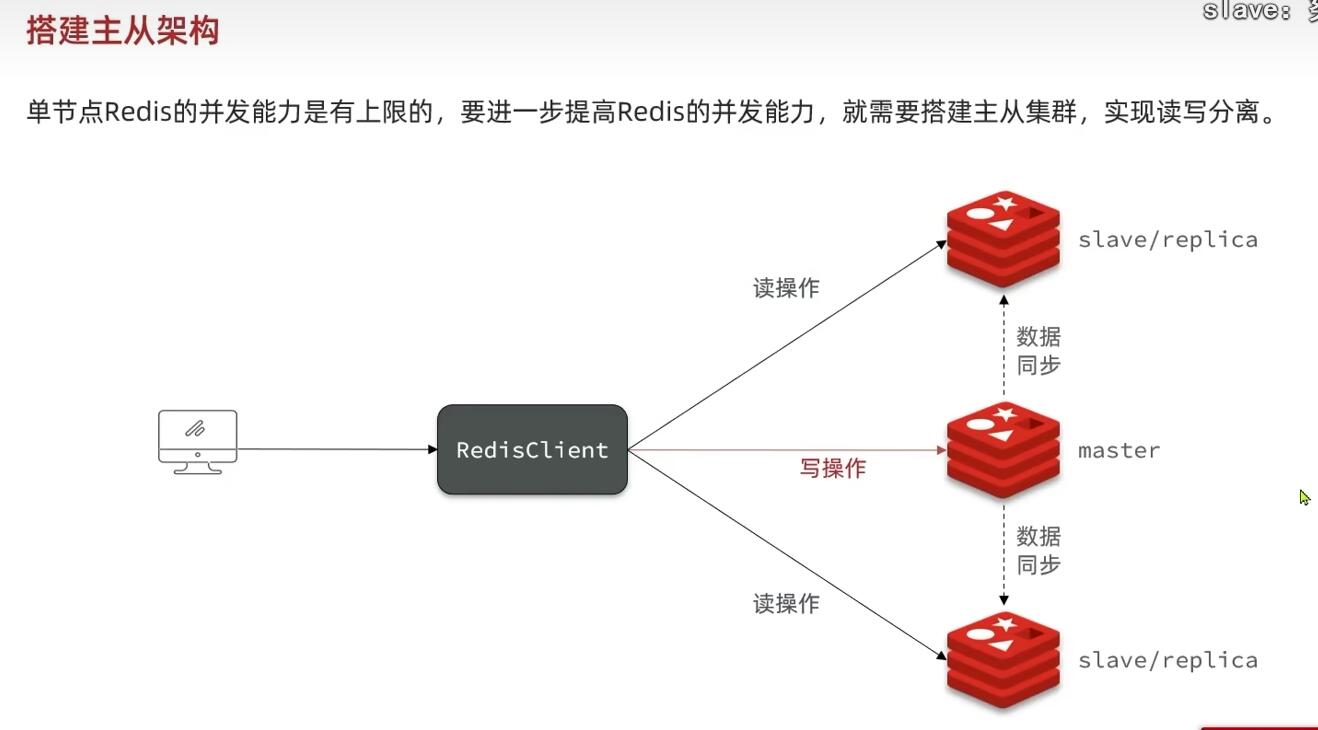 搭建主从架构
slave:
单节点Redis的并发能力是有上限的，要进一步提高Redis的并发能力，就需要搭建主从集群，实现读写分离。
slave/replica
读操作
数据
同步
RedisClient
写操作
master
数据
同步
读操作
slave/replica